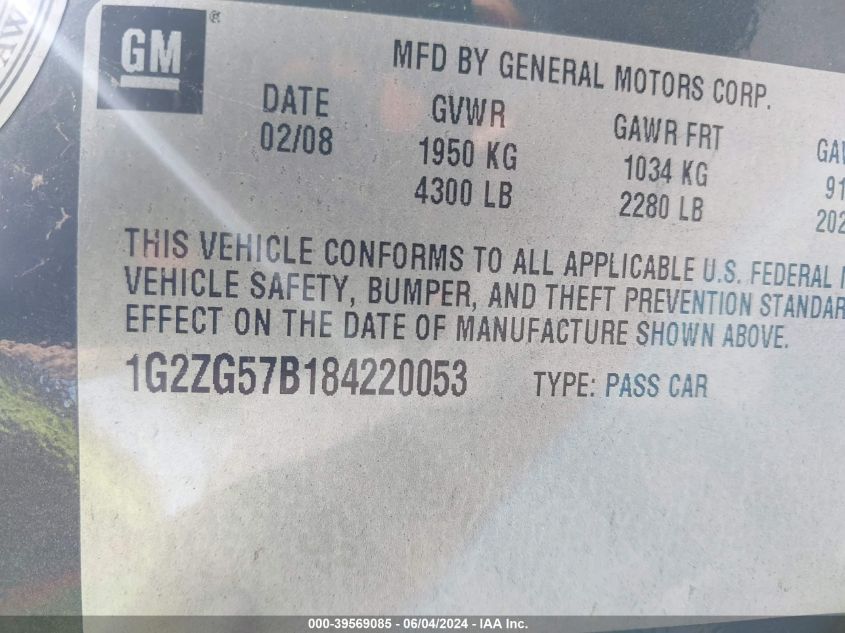 GM
MFD BY GENERAL MOTORS CORP.
DATE GVWR GAWR FRT
02/08 1950 KG 1034 KG
4300 LB 2280 LB
THIS VEHICLE CONFORMS TO ALL APPLICABLE U.S. FEDERAL
VEHICLE SAFETY, BUMPER, AND THEFT PREVENTION
EFFECT ON THE DATE OF MANUFACTURE SHOWN ABOVE.
1G2ZG57B184220053 TYPE: PASS CAR
000-39569085 - 06/04/2024 - IAA Inc.